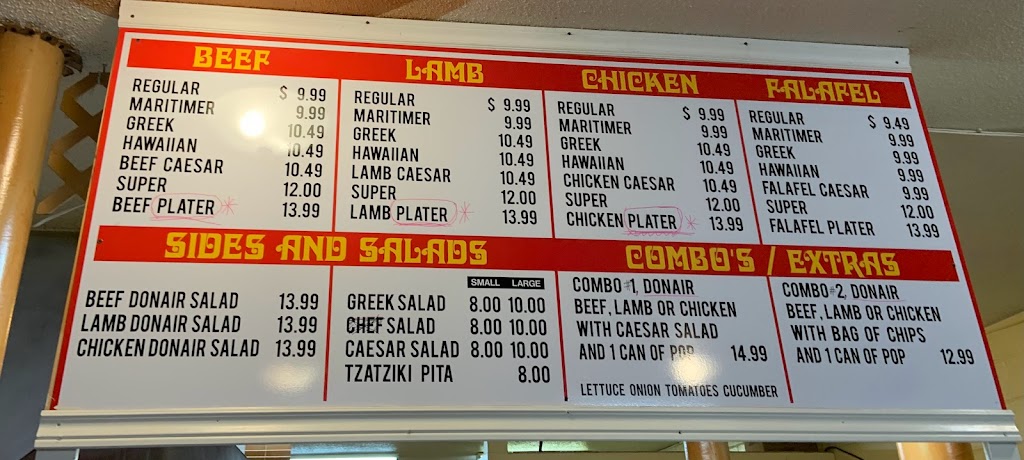 BEEF
REGULAR $ 9.99
MARITIMER 9.99
GREEK 10.49
HAWAIIAN 10.49
BEEF CAESAR 10.49
SUPER 12.00
BEEF PLATER * 13.99
LAMB
REGULAR $ 9.99
MARITIMER 9.99
GREEK 10.49
HAWAIIAN 10.49
LAMB CAESAR 10.49
SUPER 12.00
LAMB PLATER * 13.99
CHICKEN
REGULAR $ 9.99
MARITIMER 9.99
GREEK 10.49
HAWAIIAN 10.49
CHICKEN CAESAR 10.49
SUPER 12.00
CHICKEN PLATER * 13.99
FALAFEL
REGULAR $ 9.49
MARITIMER 9.99
GREEK 9.99
HAWAIIAN 9.99
FALAFEL CAESAR 9.99
SUPER 12.00
FALAFEL PLATER 13.99
SIDES AND SALADS
BEEF DONAIR SALAD 13.99
LAMB DONAIR SALAD 13.99
CHICKEN DONAIR SALAD 13.99
SMALL LARGE
GREEK SALAD 8.00 10.00
CHEF SALAD 8.00 10.00
CAESAR SALAD 8.00 10.00
TZATZIKI PITA 8.00
COMBO'S / EXTRAS
COMBO #1, DONAIR
BEEF, LAMB OR CHICKEN
WITH CAESAR SALAD
AND 1 CAN OF POP 14.99
LETTUCE ONION TOMATOES CUCUMBER
COMBO #2, DONAIR
BEEF, LAMB OR CHICKEN
WITH BAG OF CHIPS
AND 1 CAN OF POP 12.99